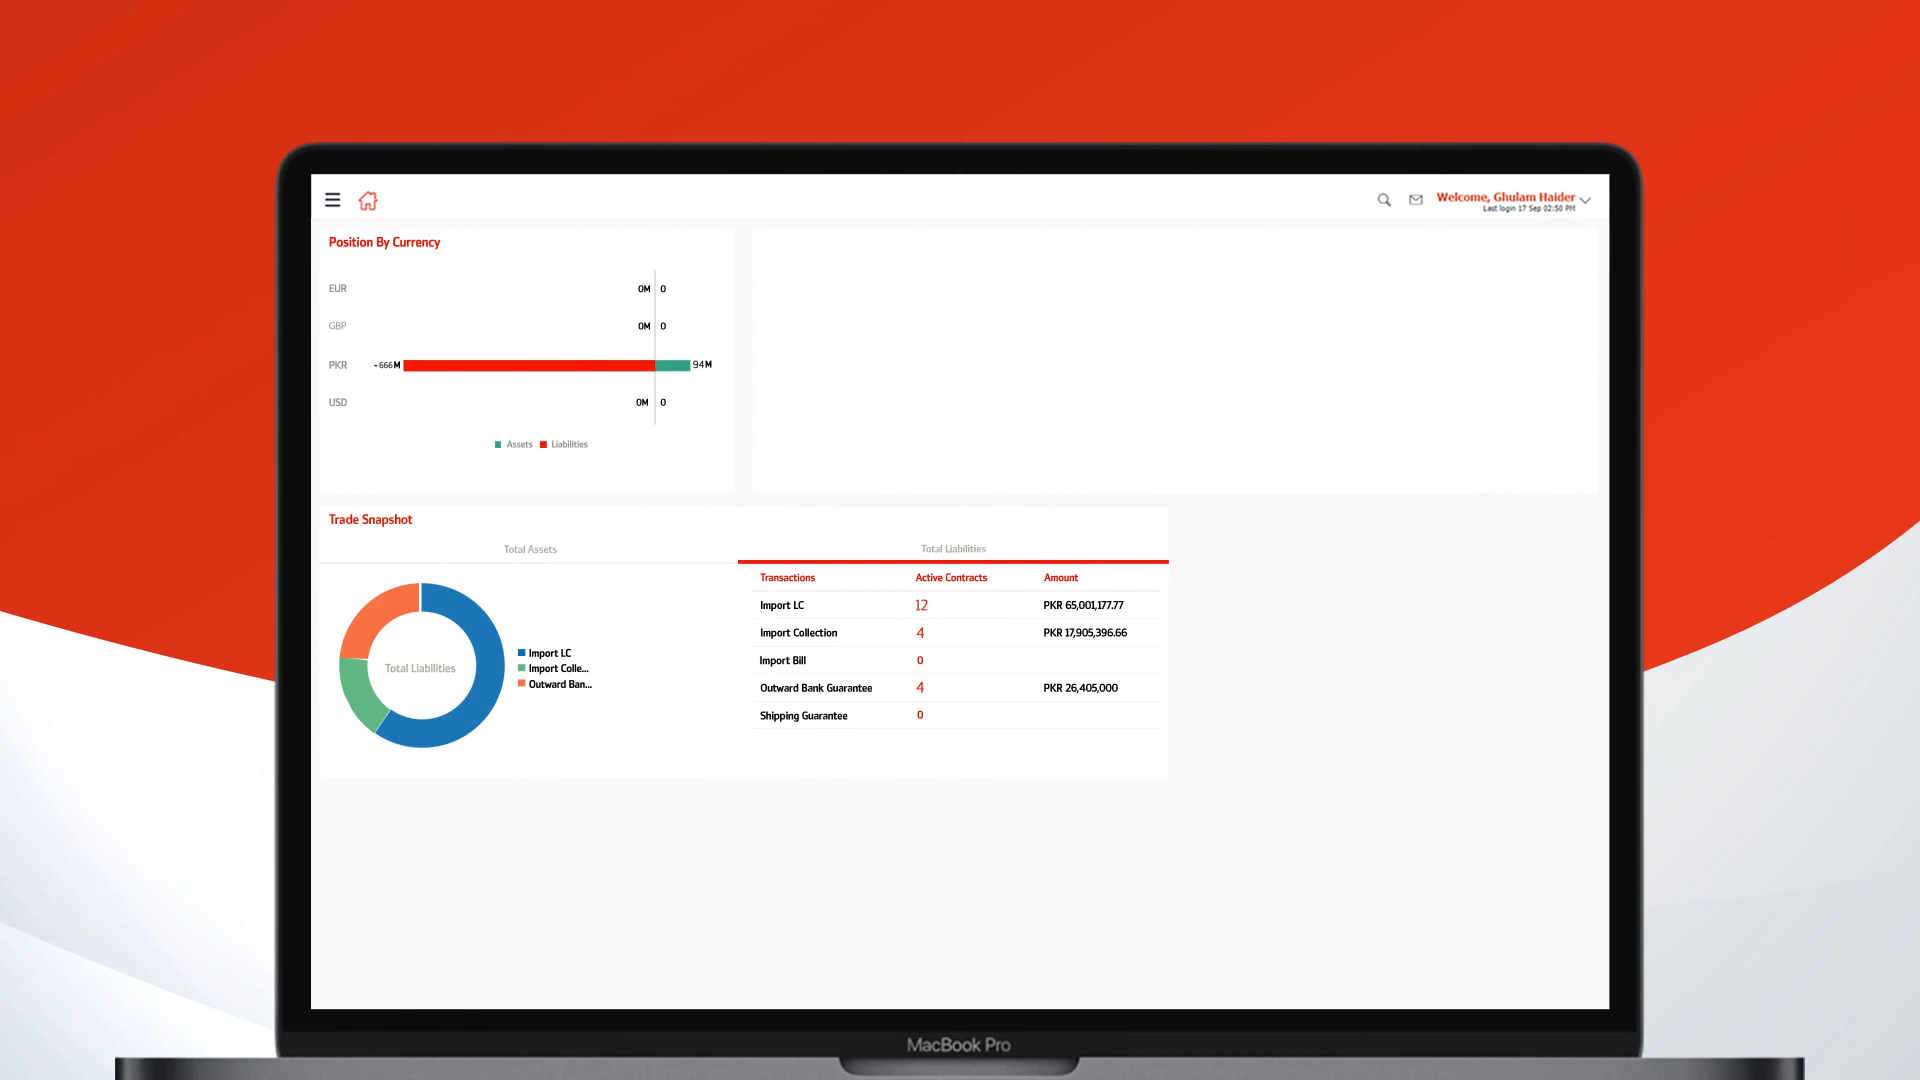 Welcome, Ghulam Haider
Last login 17 Sep 02:50 PM
Position By Currency
EUR 0M 0
GBP 0M 0
PKR -666M 94M
USD 0M 0
Assets Liabilities
Trade Snapshot
Total Assets Total Liabilities
Transactions Active Contracts Amount
Import LC 12 PKR 65,001,177.77
Import Collection 4 PKR 17,905,396.66
Import Bill 0
Outward Bank Guarantee 4 PKR 26,405,000
Shipping Guarantee 0
Total Liabilities
Import LC
Import Colle...
Outward Ban...
MacBook Pro